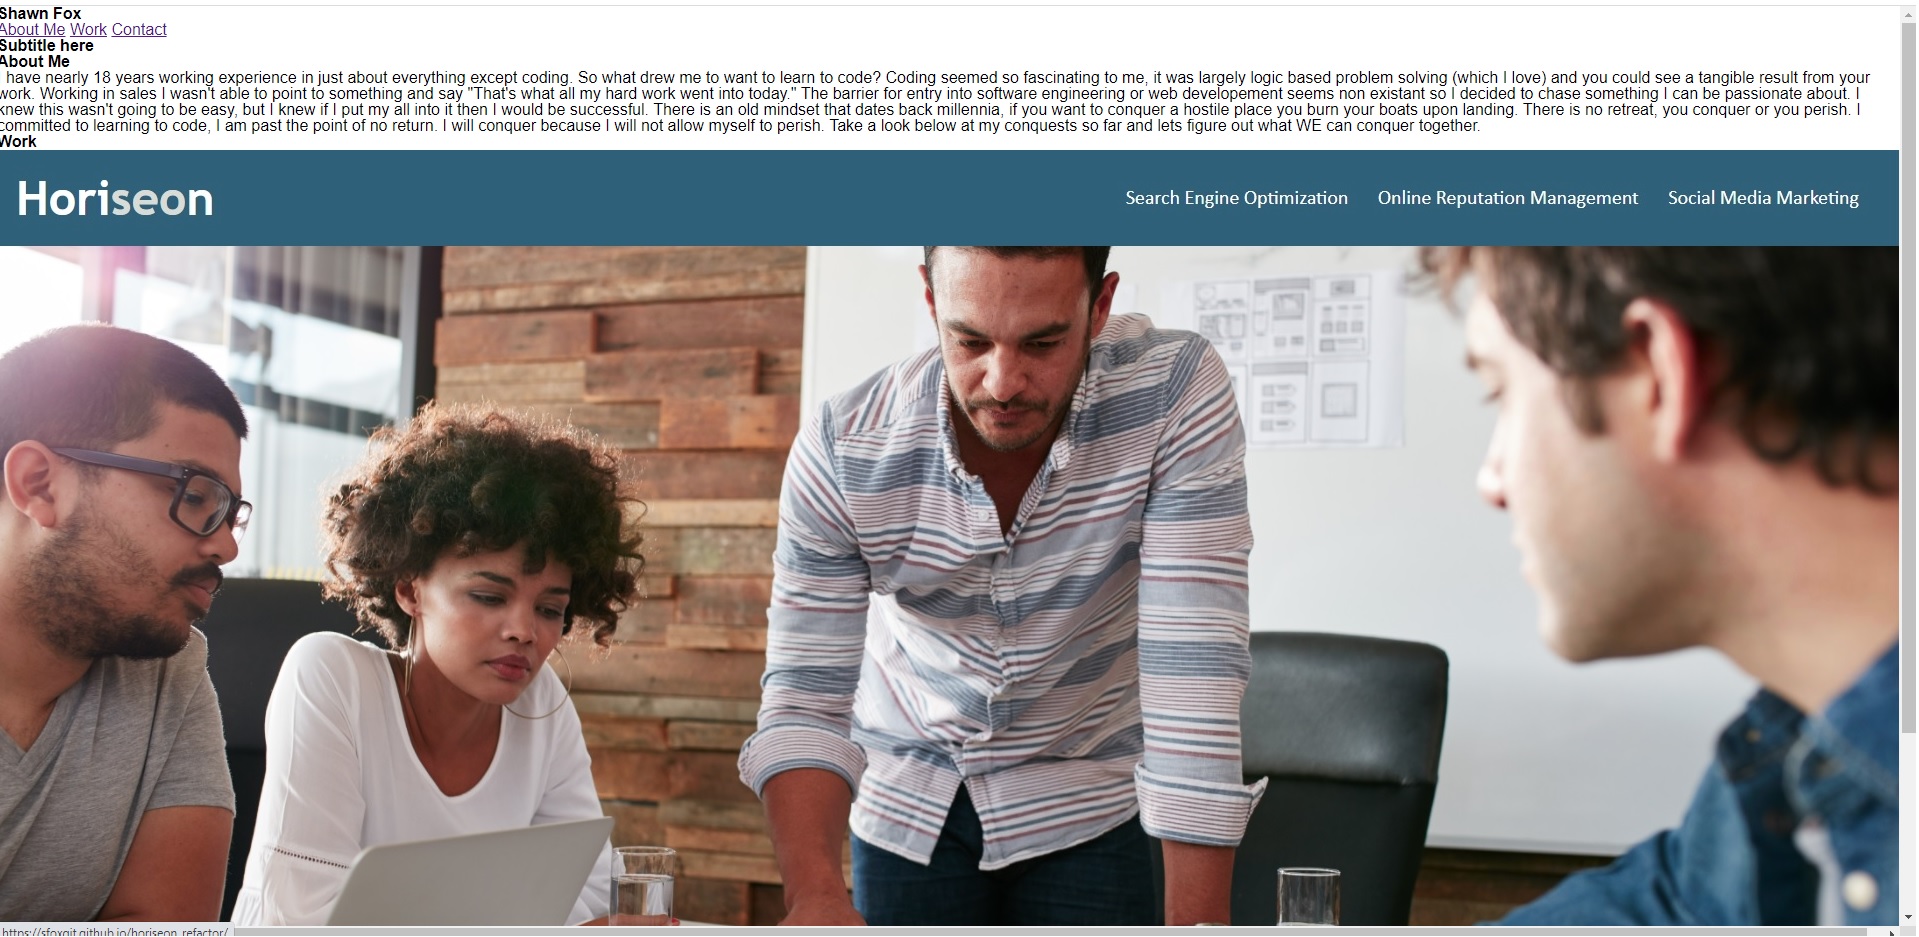 Shawn Fox
About Me Work Contact
Subtitle here
About Me
I have nearly 18 years working experience in just about everything except coding. So what drew me to want to learn to code? Coding seemed so fascinating to me, it was largely logic based problem solving (which I love) and you could see a tangible result from your
work. Working in sales I wasn't able to point to something and say "That's what all my hard work went into today." The barrier for entry into software engineering or web developement seems non existant so I decided to chase something I can be passionate about. I
knew this wasn't going to be easy, but I knew if I put my all into it then I would be successful. There is an old mindset that dates back millennia, if you want to conquer a hostile place you burn your boats upon landing. There is no retreat, you conquer or you perish. I
committed to learning to code, I am past the point of no return. I will conquer because I will not allow myself to perish. Take a look below at my conquests so far and lets figure out what WE can conquer together.
Work
Horiseon Search Engine Optimization Online Reputation Management Social Media Marketing
https://sfoxgit.github.io/horiseon_refactor/